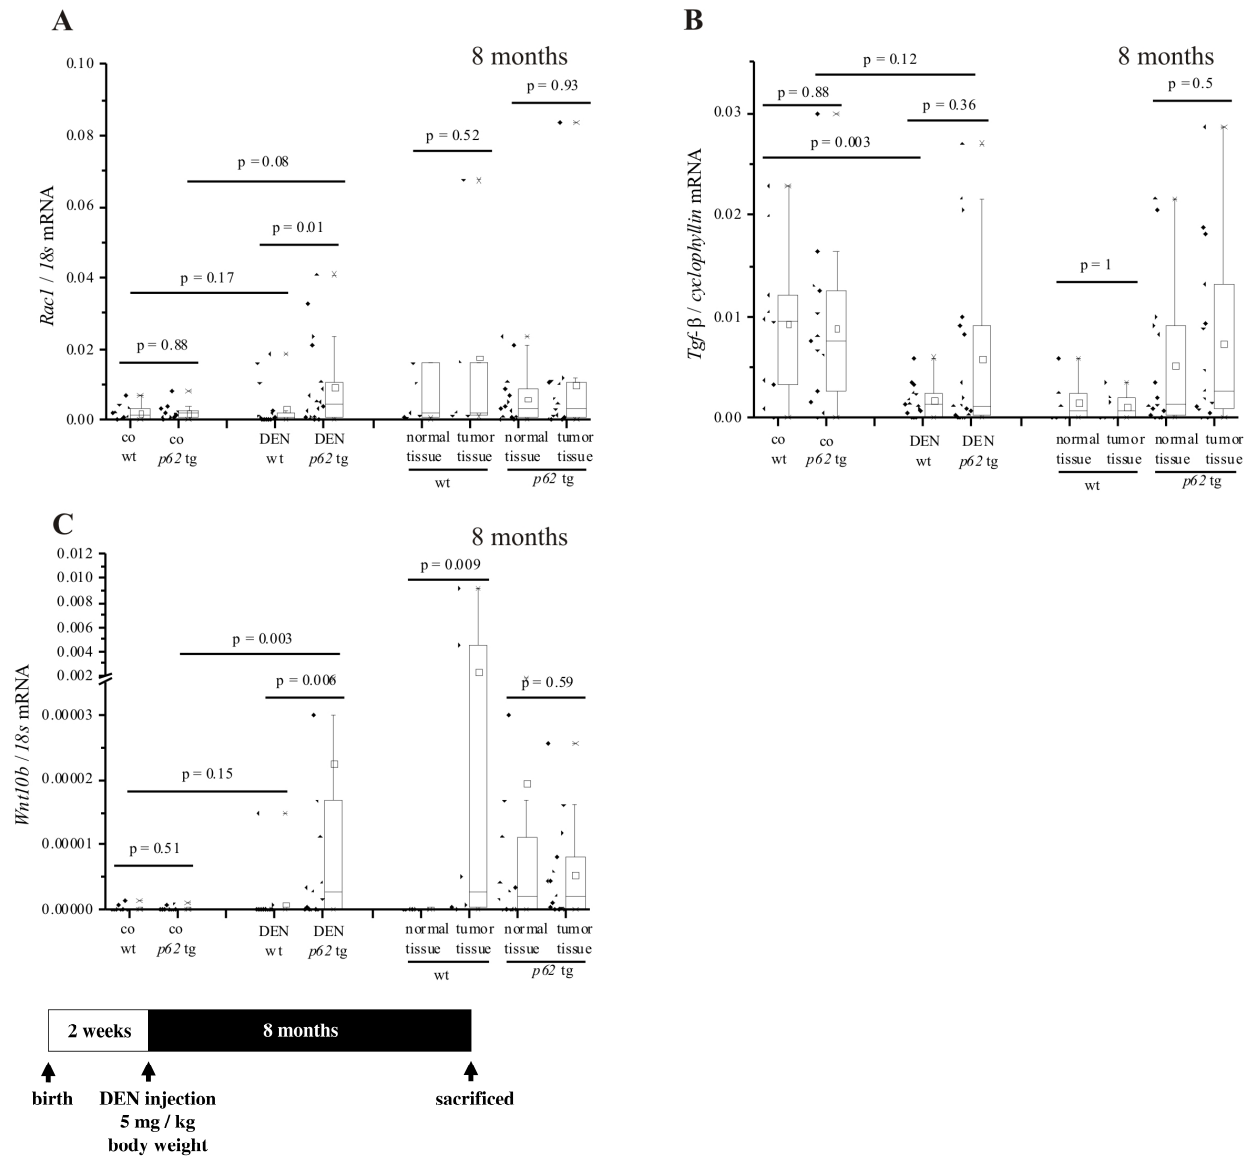 A
8 months
0.10
0.08
0.06
0.04
0.02
0.00
Rac1 / 18s mRNA
p = 0.93
p = 0.52
p = 0.08
p = 0.01
p = 0.17
p = 0.88
co
wt
co
p62 tg
DEN
wt
DEN
p62 tg
normal
tissue
tumor
tissue
wt
normal
tissue
tumor
tissue
p62 tg
B
8 months
0.03
0.02
0.01
0.00
Tgf-β / cyclophyllin mRNA
p = 0.12
p = 0.88
p = 0.5
p = 0.36
p = 0.003
p = 1
co
wt
co
p62 tg
DEN
wt
DEN
p62 tg
normal
tissue
tumor
tissue
wt
normal
tissue
tumor
tissue
p62 tg
C
8 months
0.012
0.010
0.008
0.006
0.004
0.002
0.00003
0.00002
0.00001
0.00000
Wnt10b / 18s mRNA
p = 0.009
p = 0.003
p = 0.006
p = 0.59
p = 0.15
p = 0.51
co
wt
co
p62 tg
DEN
wt
DEN
p62 tg
normal
tissue
tumor
tissue
wt
normal
tissue
tumor
tissue
p62 tg
2 weeks
8 months
birth
DEN injection
5 mg / kg
body weight
sacrificed